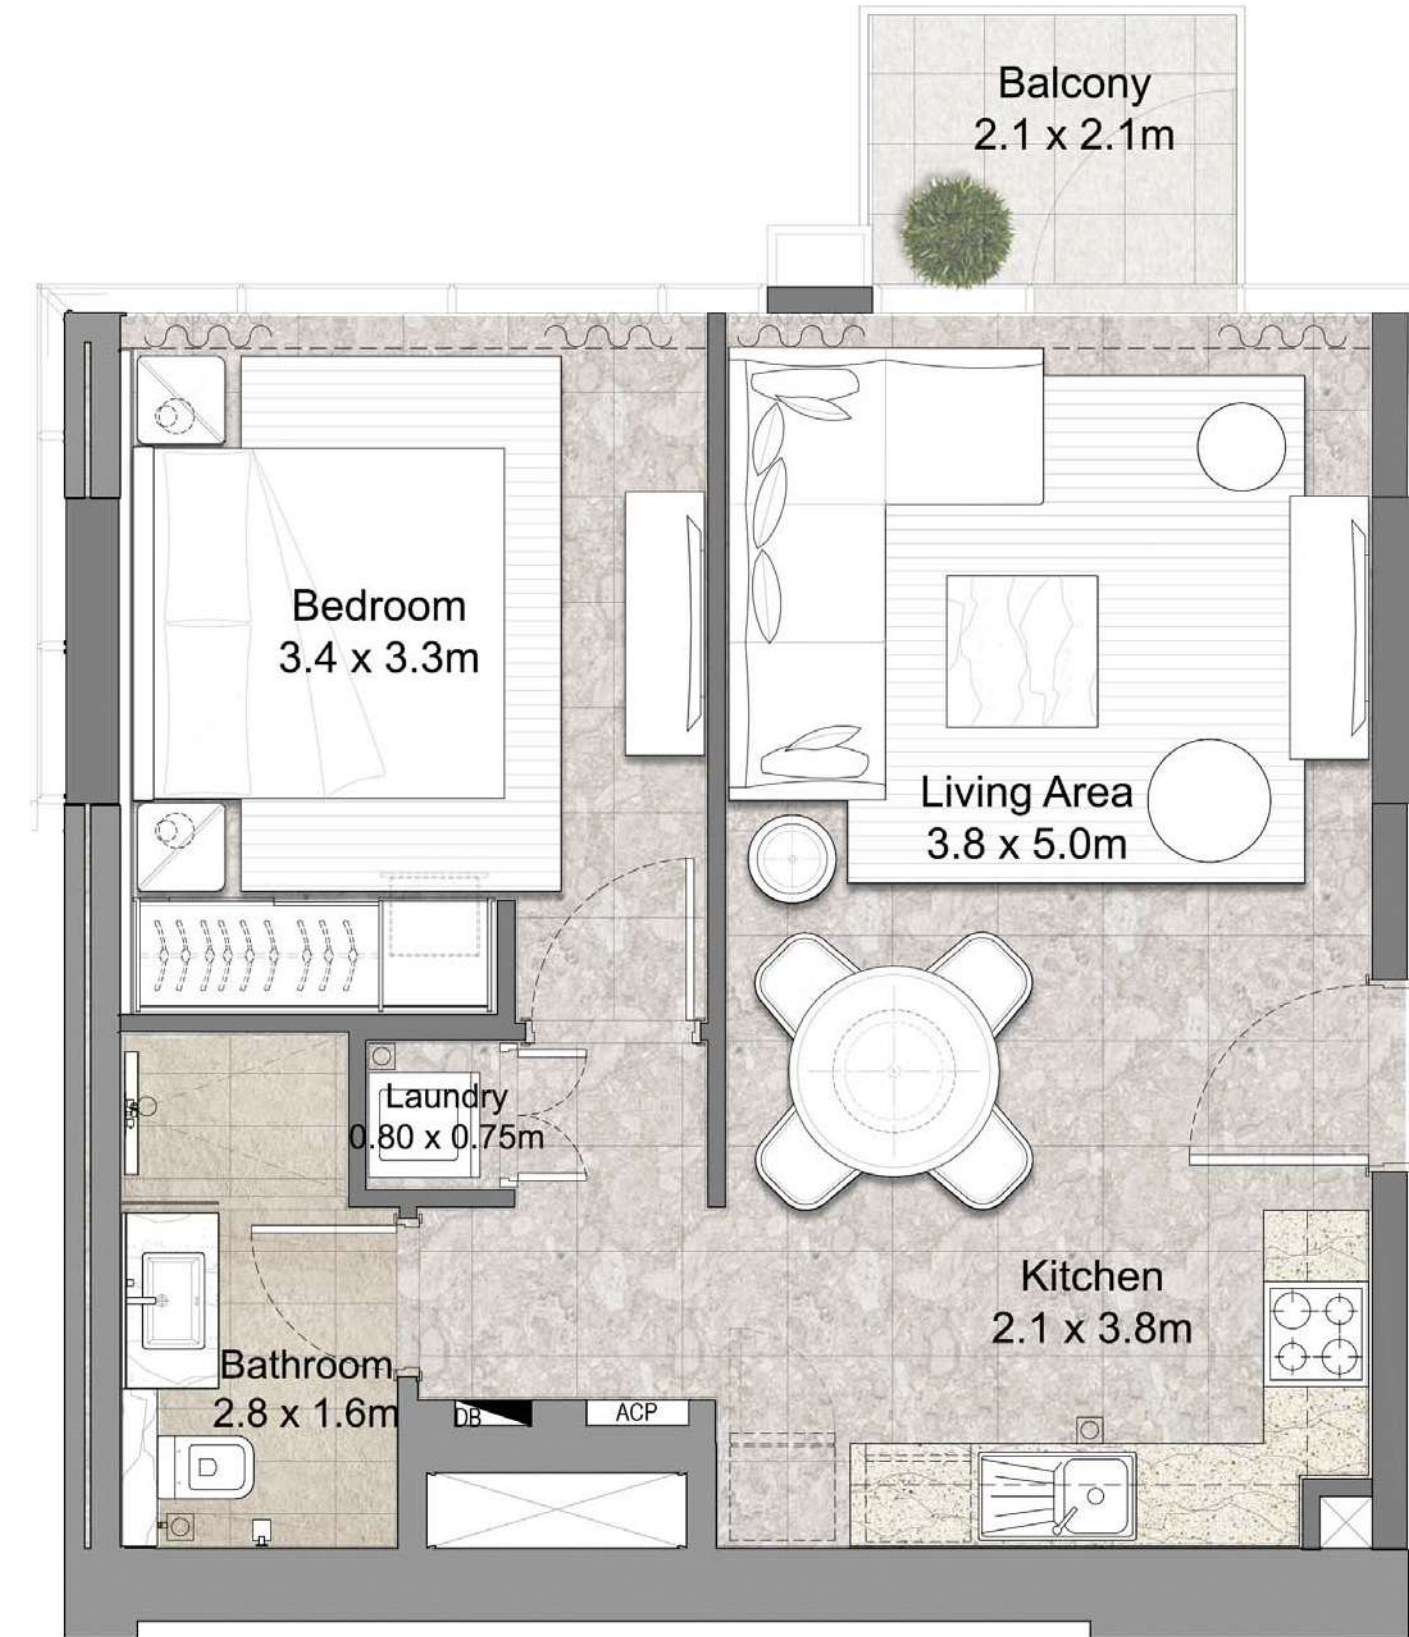 Balcony
2.1 x 2.1m
Bedroom
3.4 x 3.3m
Living Area
3.8 x 5.0m
Laundry
0.80 x 0.75m
Kitchen
2.1 x 3.8m
Bathroom
2.8 x 1.6m
DB
ACP